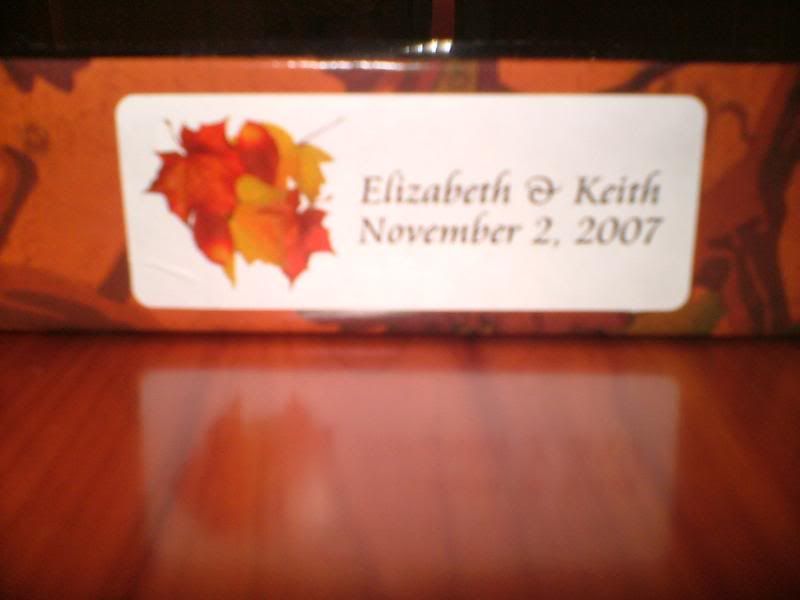 Elizabeth & Keith
November 2, 2007